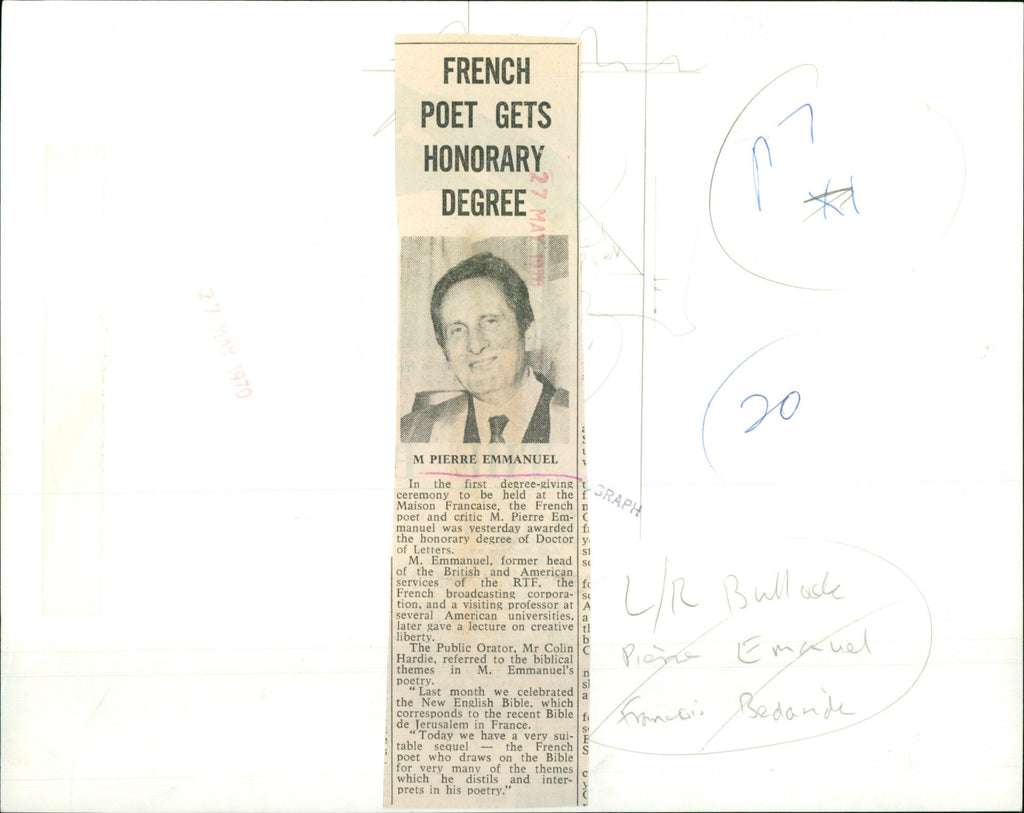 FRENCH
POET GETS
HONORARY
DEGREE
27 MAY 1970
M PIERRE EMMANUEL
In the first degree-giving
ceremony to be held at the
Maison Francaise, the French
poet and critic M. Pierre Em-
manuel was yesterday awarded
the honorary degree of Doctor
of Letters.
M. Emmanuel, former head
of the British and American
services of the RTF, the
French broadcasting corpora-
tion, and a visiting professor at
several American universities,
later gave a lecture on creative
liberty.
The Public Orator, Mr Colin
Hardie, referred to the biblical
themes in M. Emmanuel's
poetry.
"Last month we celebrated
the New English Bible, which
corresponds to the recent Bible
de Jerusalem in France.
"Today we have a very sui-
table sequel — the French
poet who draws on the Bible
for very many of the themes
which he distils and inter-
prets in his poetry."
27 MAY 1970
GRAPH
P 7
20
L/R Bullock
Pierre Emanuel
Francois